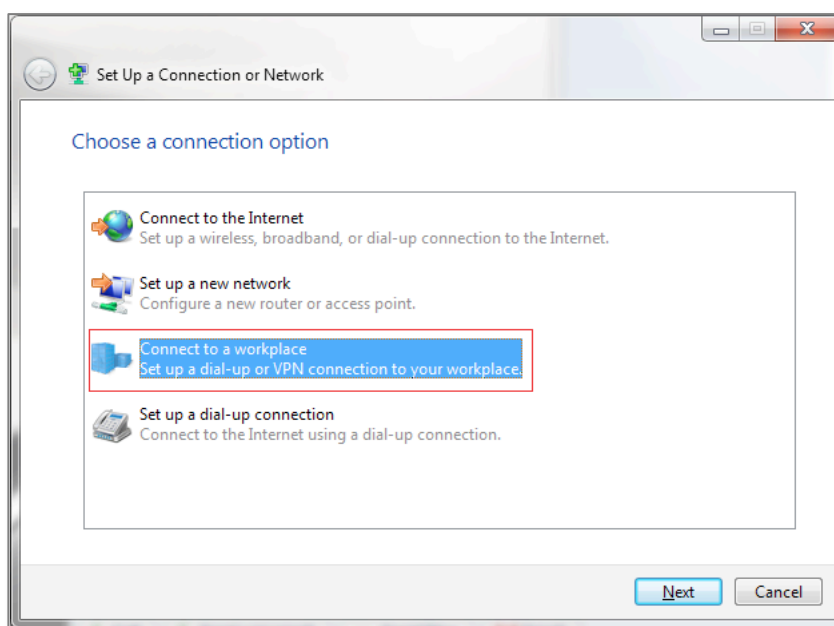 Set Up a Connection or Network
Choose a connection option
Connect to the Internet
Set up a wireless, broadband, or dial-up connection to the Internet.
Set up a new network
Configure a new router or access point.
Connect to a workplace
Set up a dial-up or VPN connection to your workplace.
Set up a dial-up connection
Connect to the Internet using a dial-up connection.
Next Cancel